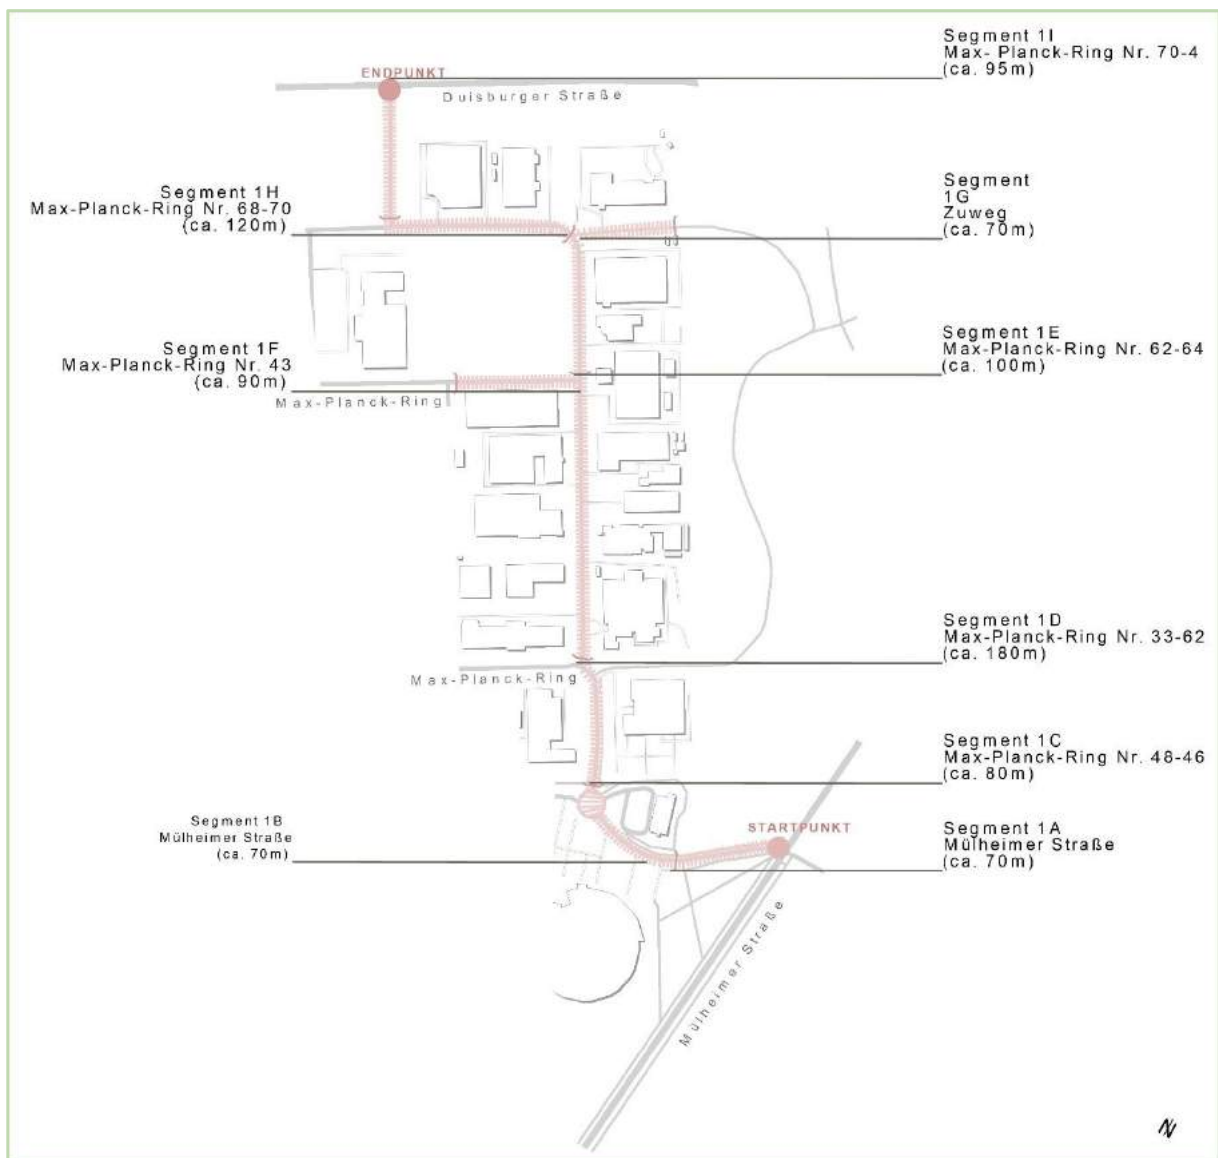 Segment 1I
Max- Planck-Ring Nr. 70-4
(ca. 95m)
ENDPUNKT
Duisburger Straße
Segment 1H
Max-Planck-Ring Nr. 68-70
(ca. 120m)
Segment
1G
Zuweg
(ca. 70m)
Segment 1F
Max-Planck-Ring Nr. 43
(ca. 90m)
Segment 1E
Max-Planck-Ring Nr. 62-64
(ca. 100m)
Max-Planck-Ring
Segment 1D
Max-Planck-Ring Nr. 33-62
(ca. 180m)
Max-Planck-Ring
Segment 1C
Max-Planck-Ring Nr. 48-46
(ca. 80m)
Segment 1B
Mülheimer Straße
(ca. 70m)
STARTPUNKT
Segment 1A
Mülheimer Straße
(ca. 70m)
Mülheimer Straße
N